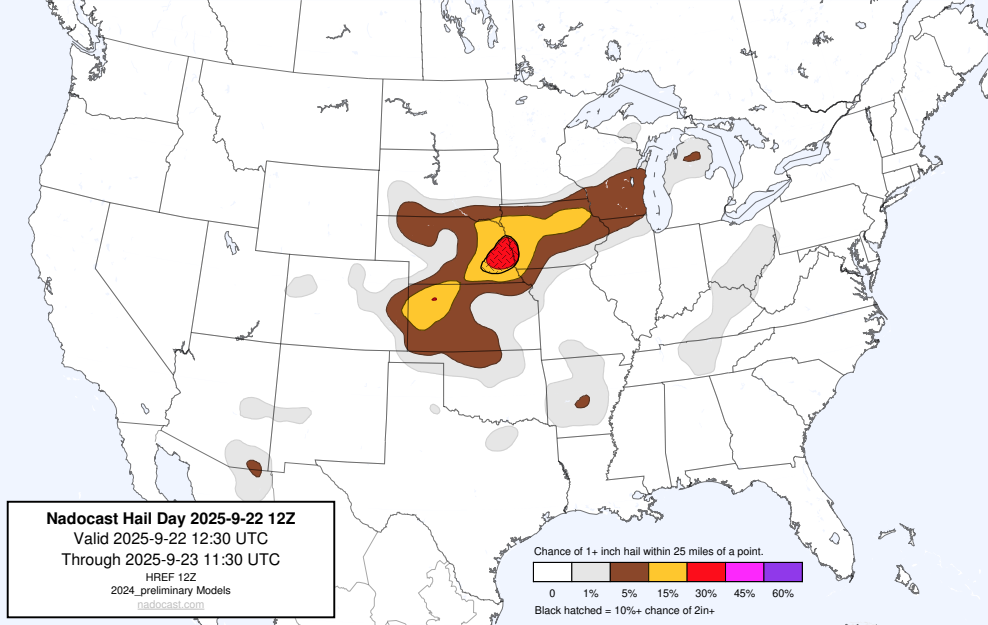 Nadocast Hail Day 2025-9-22 12Z
Valid 2025-9-22 12:30 UTC
Through 2025-9-23 11:30 UTC
HREF 12Z
2024_preliminary Models
nadocast.com
Chance of 1+ inch hail within 25 miles of a point.
0 1% 5% 15% 30% 45% 60%
Black hatched = 10%+ chance of 2in+